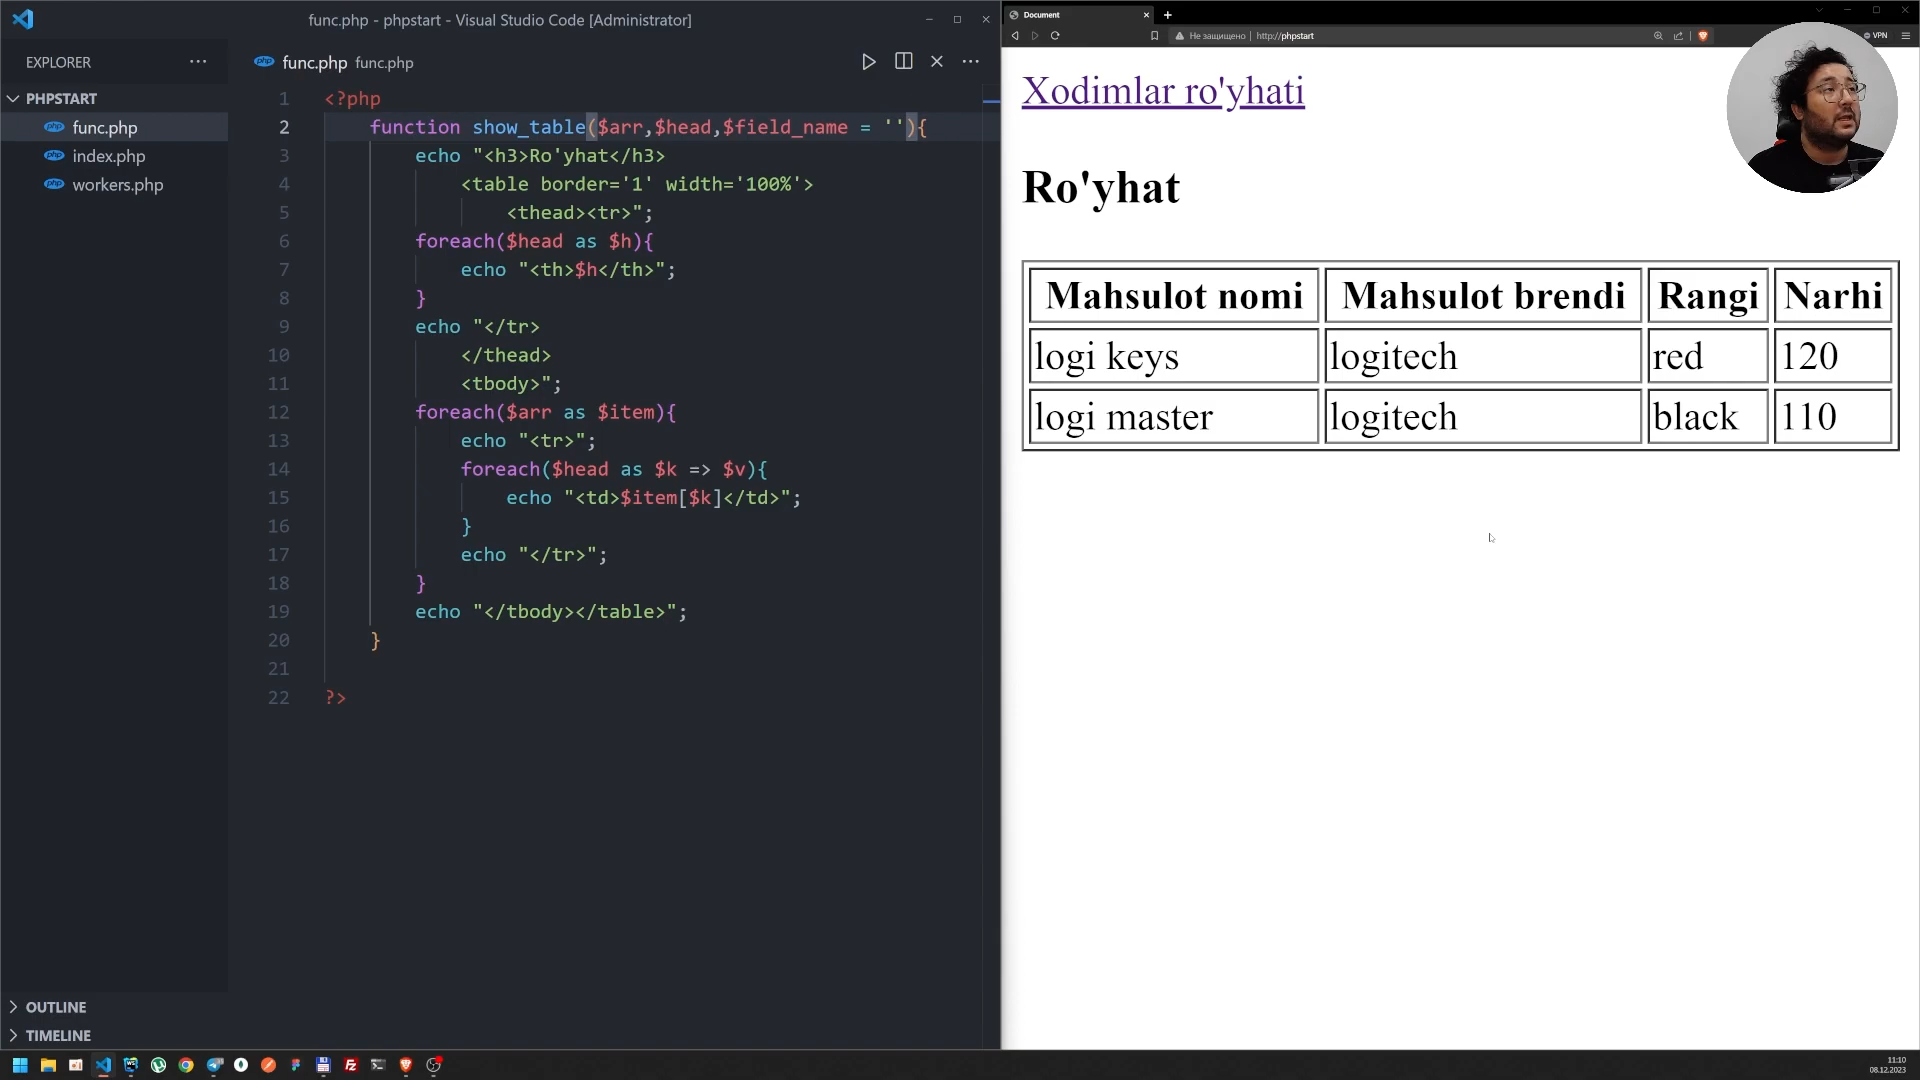 func.php - phpstart - Visual Studio Code [Administrator]
EXPLORER
PHPSTART
func.php
index.php
workers.php
OUTLINE
TIMELINE
func.php func.php
1 <?php
2 function show_table($arr,$head,$field_name = ''){
3 echo "<h3>Ro'yhat</h3>
4 <table border='1' width='100%'>
5 <thead><tr>";
6 foreach($head as $h){
7 echo "<th>$h</th>";
8 }
9 echo "</tr>
10 </thead>
11 <tbody>";
12 foreach($arr as $item){
13 echo "<tr>";
14 foreach($head as $k => $v){
15 echo "<td>$item[$k]</td>";
16 }
17 echo "</tr>";
18 }
19 echo "</tbody></table>";
20 }
21
22 ?>
Document
Не защищено | http://phpstart
VPN
Xodimlar ro'yhati
Ro'yhat
Mahsulot nomi Mahsulot brendi Rangi Narhi
logi keys logitech red 120
logi master logitech black 110
11:10
08.12.2023